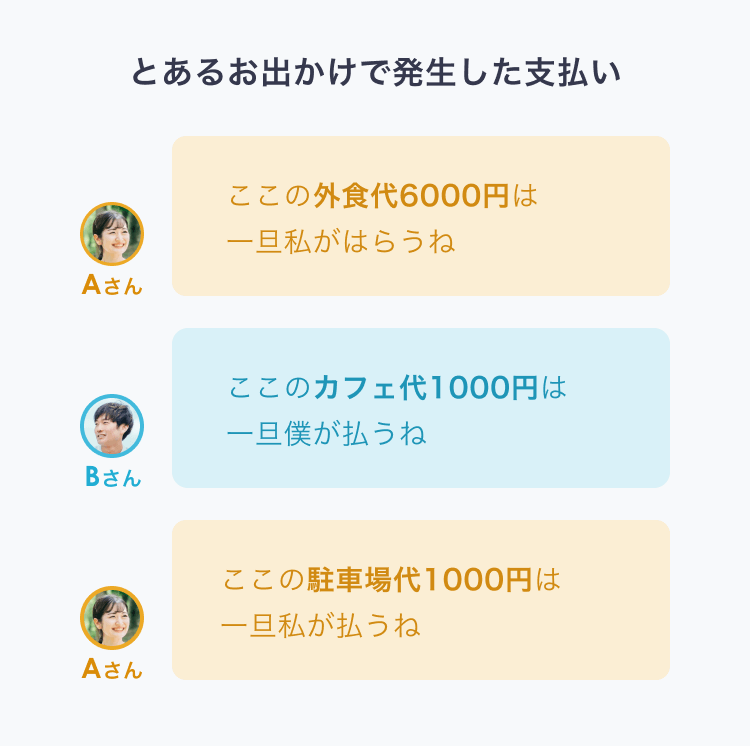 とあるお出かけで発生した支払い
ここの外食代6000円は
一旦私がはらうね
Aさん
ここのカフェ代1000円は
一旦僕が払うね
Bさん
ここの駐車場代1000円は
一旦私が払うね
Aさん